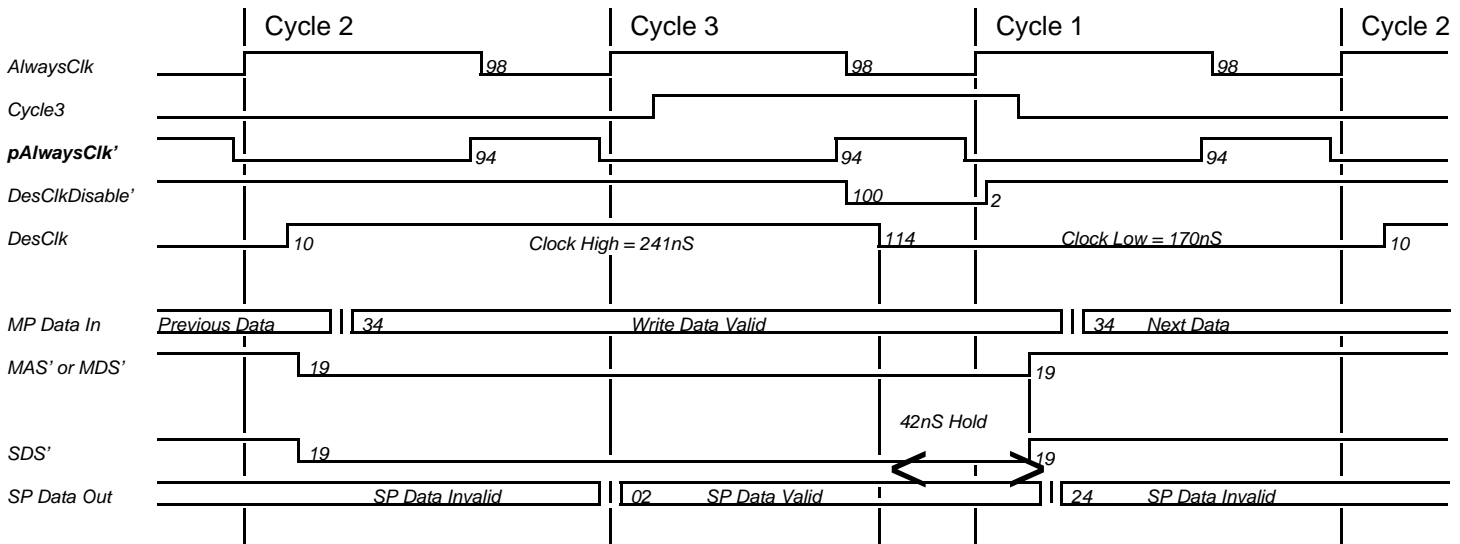 Cycle 2 Cycle 3 Cycle 1 Cycle 2
AlwaysClk 98 98 98
Cycle3
pAlwaysClk' 94 94 94
DesClkDisable' 100 2
DesClk 10 Clock High = 241nS 114 Clock Low = 170nS 10
MP Data In Previous Data 34 Write Data Valid 34 Next Data
MAS' or MDS' 19 19
42nS Hold
SDS' 19 19
SP Data Out SP Data Invalid 02 SP Data Valid 24 SP Data Invalid